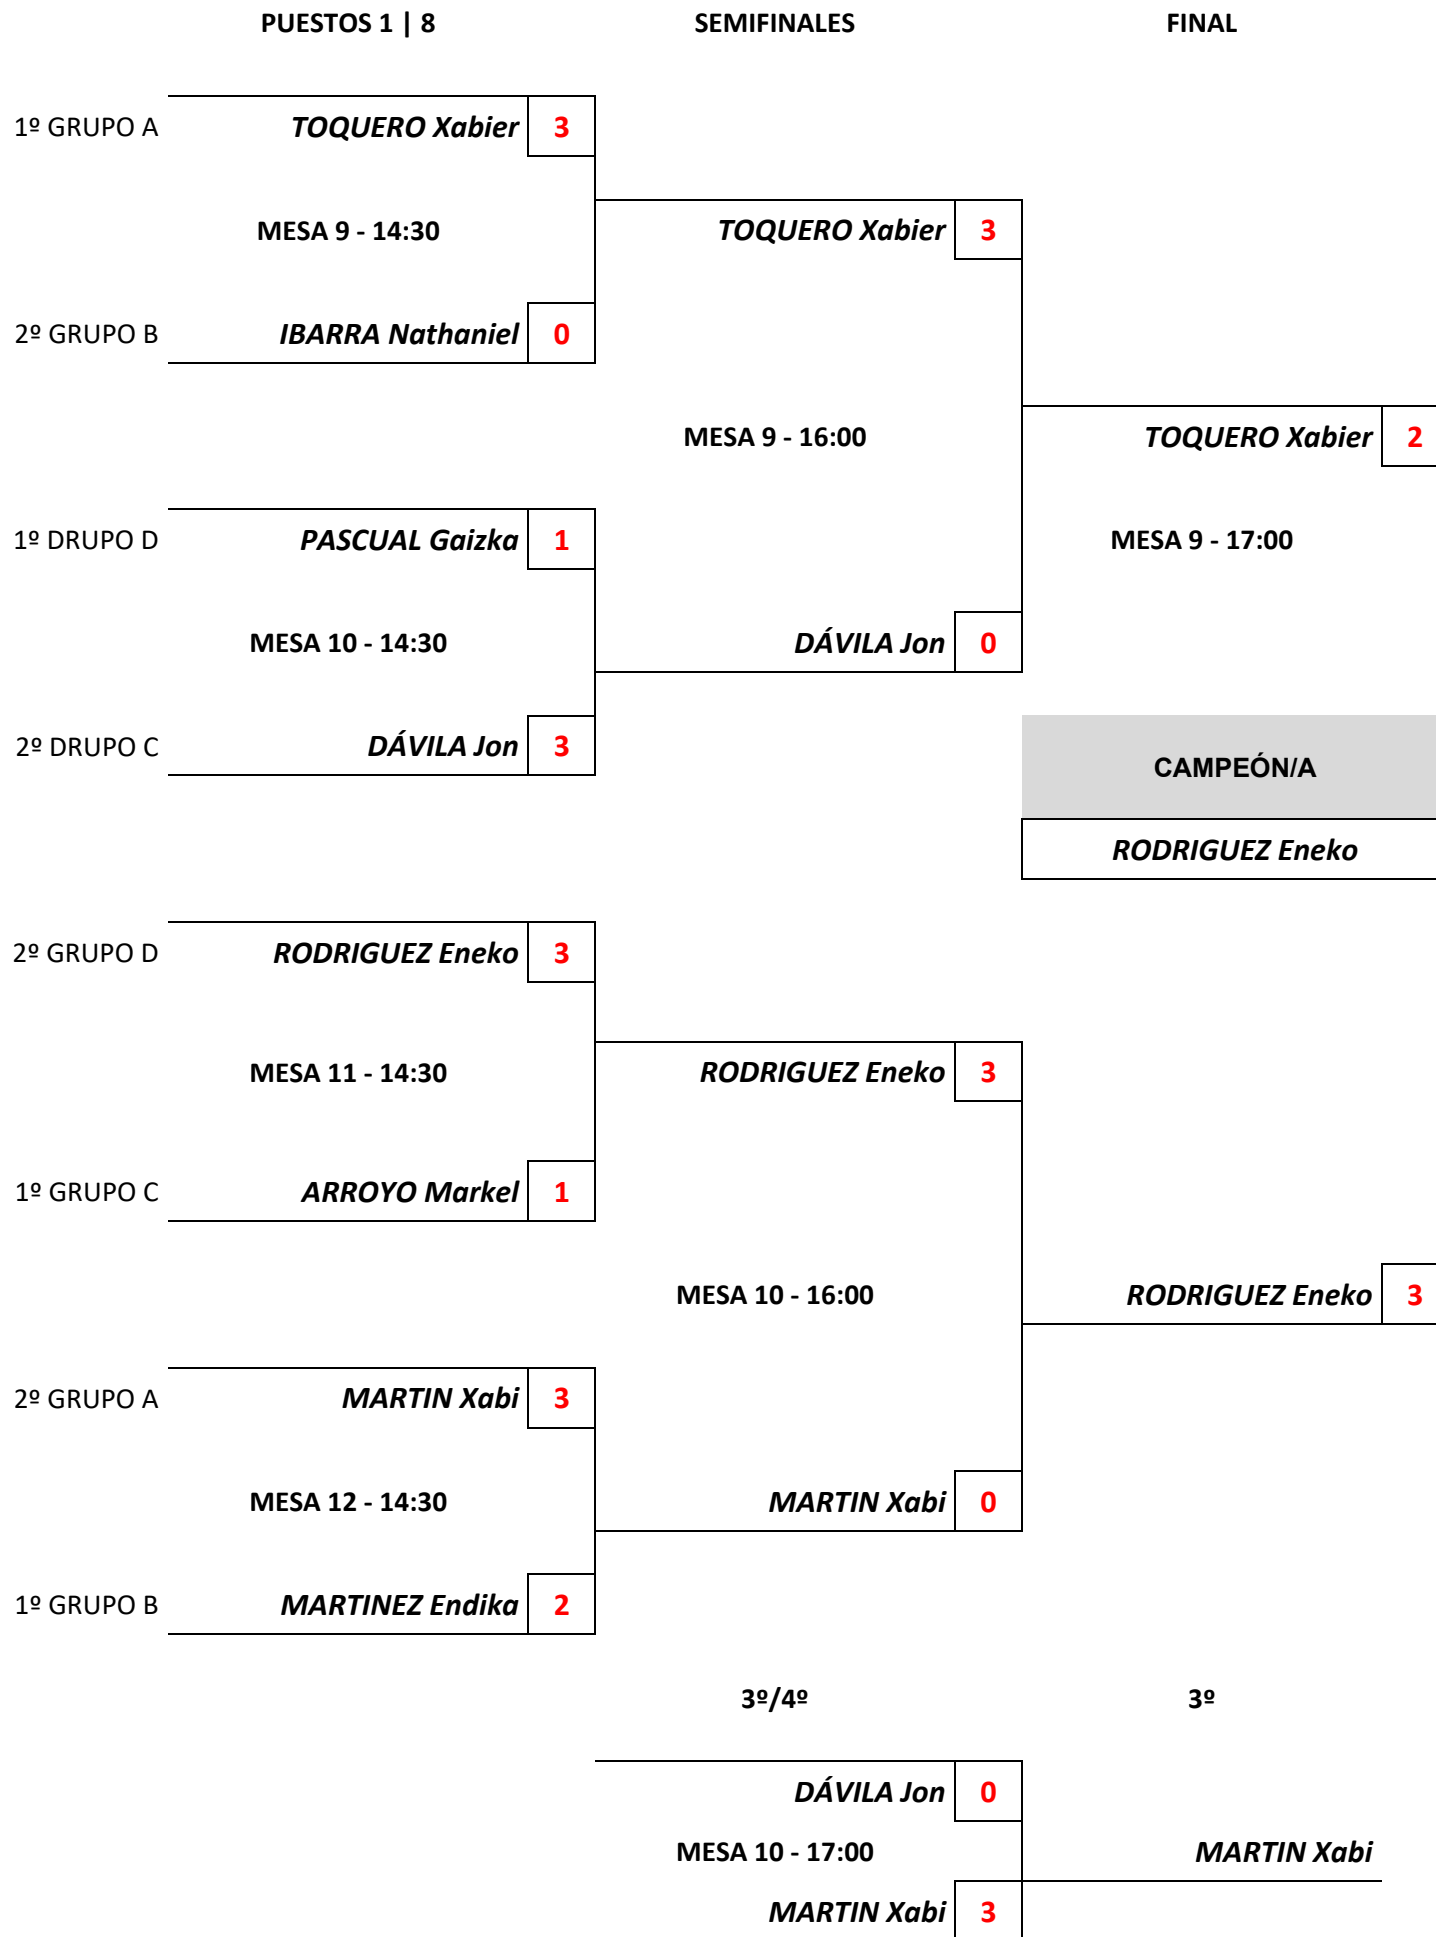 PUESTOS 1 | 8 SEMIFINALES FINAL
1º GRUPO A TOQUERO Xabier 3
MESA 9 - 14:30 TOQUERO Xabier 3
2º GRUPO B IBARRA Nathaniel 0
MESA 9 - 16:00 TOQUERO Xabier 2
1º DRUPO D PASCUAL Gaizka 1 MESA 9 - 17:00
MESA 10 - 14:30 DÁVILA Jon 0
2º DRUPO C DÁVILA Jon 3
CAMPEÓN/A
RODRIGUEZ Eneko
2º GRUPO D RODRIGUEZ Eneko 3
MESA 11 - 14:30 RODRIGUEZ Eneko 3
1º GRUPO C ARROYO Markel 1
MESA 10 - 16:00 RODRIGUEZ Eneko 3
2º GRUPO A MARTIN Xabi 3
MESA 12 - 14:30 MARTIN Xabi 0
1º GRUPO B MARTINEZ Endika 2
3º/4º 3º
DÁVILA Jon 0
MESA 10 - 17:00 MARTIN Xabi
MARTIN Xabi 3